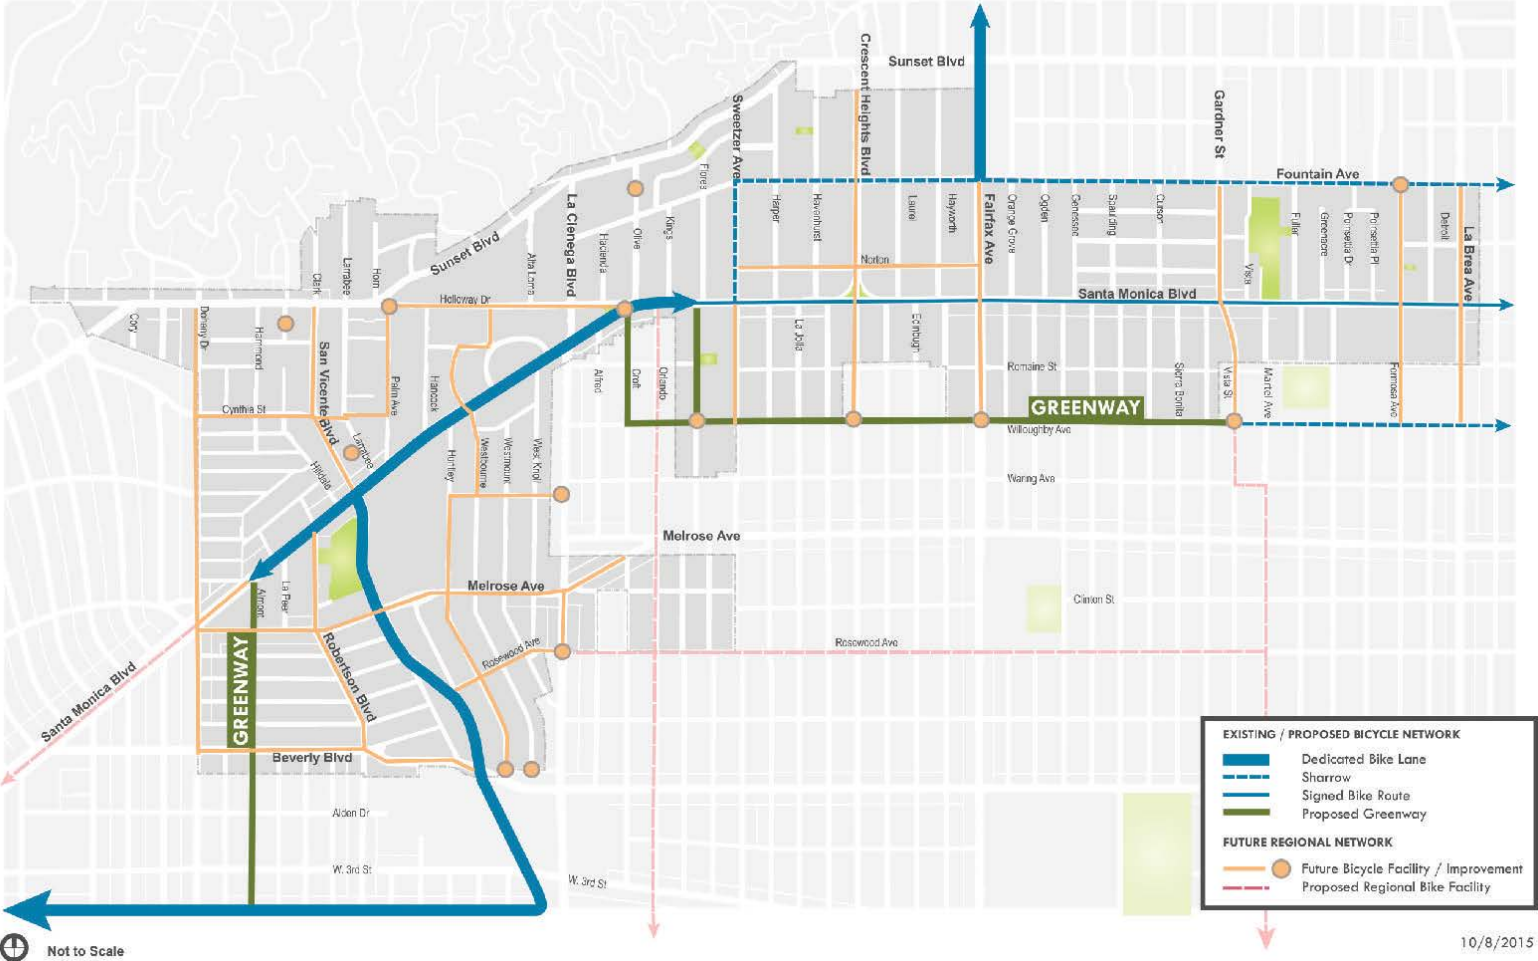 Sunset Blvd
Crescent Heights Blvd
Sweetzer Ave
Gardner St
Fountain Ave
Flores
Harper
Havenhurst
Laurel
Hayworth
Fairfax Ave
Orange Grove
Ogden
Genessee
Spaulding
Curson
Vista
Fuller
Greenacre
Poinsettia Dr
Poinsettia Pl
Detroit
La Brea Ave
La Cienega Blvd
Kings
Olive
Hacienda
Alta Loma
Sunset Blvd
Horn
Larrabee
Clark
Norton
Holloway Dr
Santa Monica Blvd
Cory
Doheny Dr
Hammond
San Vicente Blvd
Palm Ave
Hancock
La Jolla
Edinburgh
Alfred
Croft
Orlando
Romaine St
Sierra Bonita
Vista St
Martel Ave
Formosa Ave
Cynthia St
GREENWAY
Willoughby Ave
Larrabee
Hilldale
Huntley
Westbourne
Westmount
West Knoll
Waring Ave
Melrose Ave
Melrose Ave
La Peer
Almont
Clinton St
GREENWAY
Robertson Blvd
Rosewood Ave
Rosewood Ave
Santa Monica Blvd
Beverly Blvd
Alden Dr
W. 3rd St
W. 3rd St
EXISTING / PROPOSED BICYCLE NETWORK
Dedicated Bike Lane
Sharrow
Signed Bike Route
Proposed Greenway
FUTURE REGIONAL NETWORK
Future Bicycle Facility / Improvement
Proposed Regional Bike Facility
Not to Scale
10/8/2015